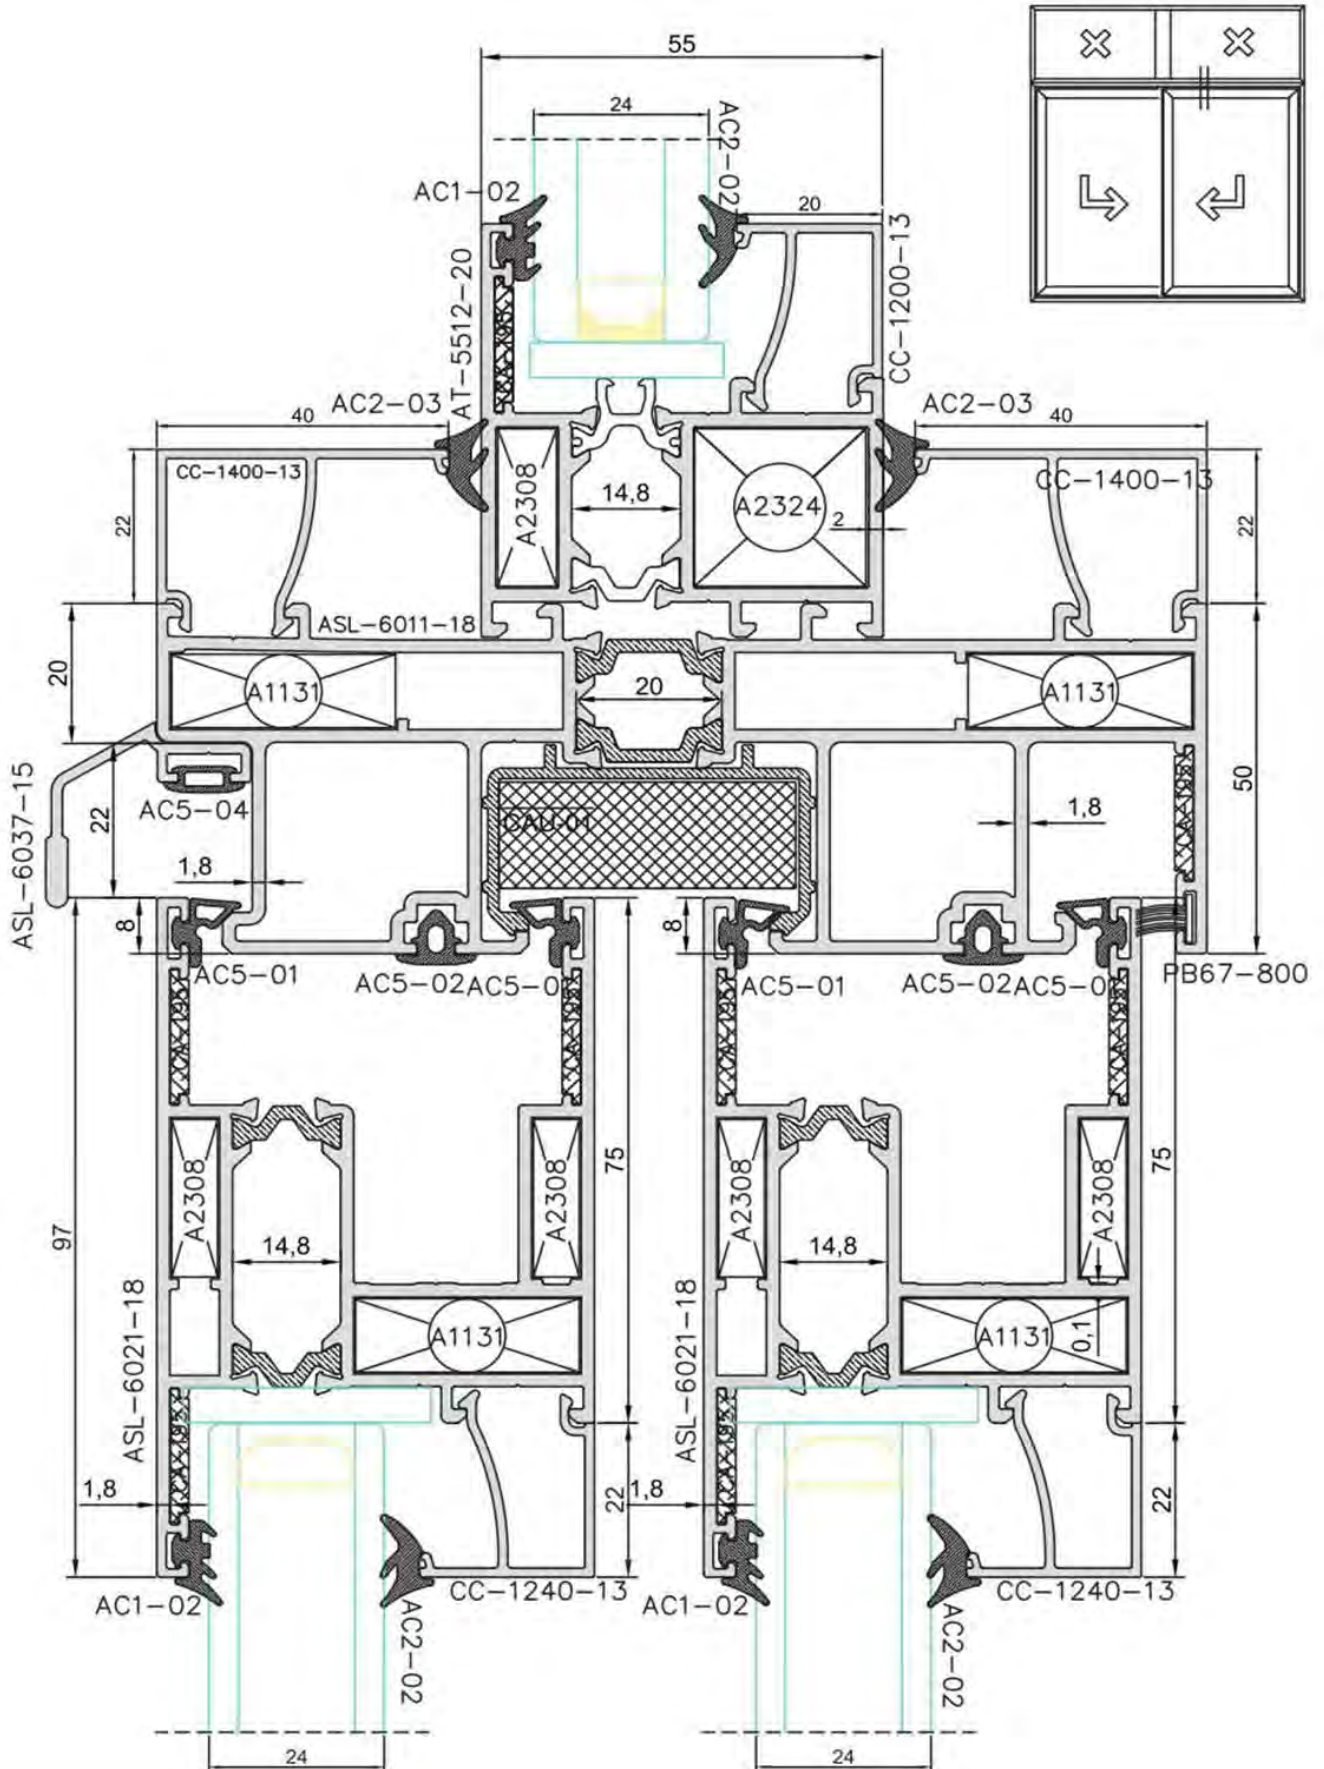 55
24
AC2-02
AC1-02
20
AT-5512-20
CC-1200-13
40
AC2-03
AC2-03
40
CC-1400-13
CC-1400-13
22
A2308
14,8
A2324
2
22
ASL-6011-18
20
A1131
20
A1131
50
ASL-6037-15
22
AC5-04
CAU-01
1,8
1,8
8
8
AC5-01
AC5-02
AC5-0
AC5-01
AC5-02
AC5-0
PB67-800
97
A2308
A2308
75
A2308
A2308
75
14,8
14,8
ASL-6021-18
A1131
ASL-6021-18
A1131
0,1
1,8
22
1,8
22
AC1-02
CC-1240-13
AC1-02
CC-1240-13
AC2-02
AC2-02
24
24